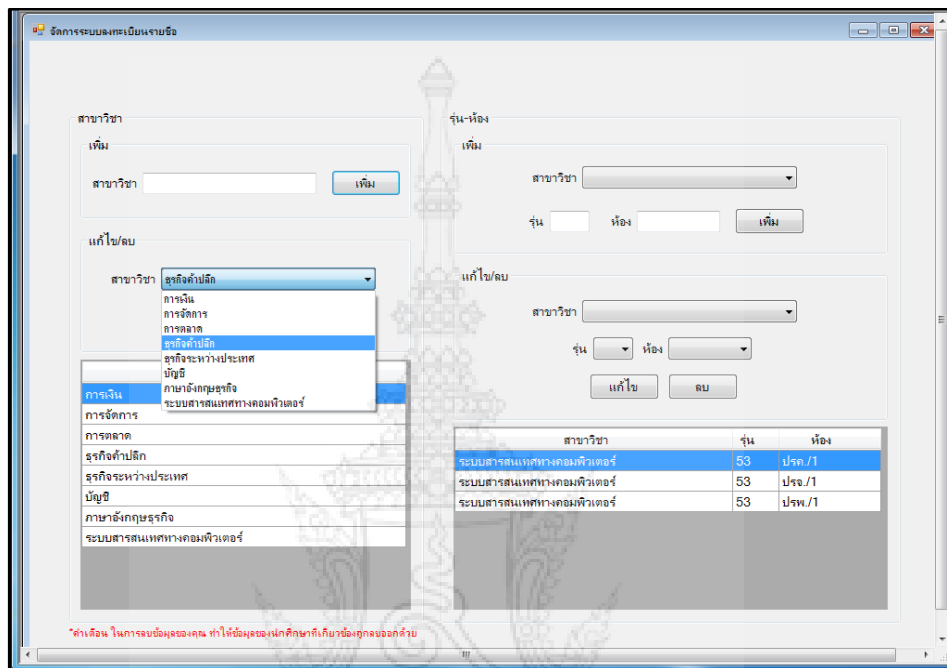 จัดการระบบลงทะเบียนรายชื่อ
สาขาวิชา
เพิ่ม
สาขาวิชา
เพิ่ม
แก้ไข/ลบ
สาขาวิชา ธุรกิจค้าปลีก
การเงิน
การจัดการ
การตลาด
ธุรกิจค้าปลีก
ธุรกิจระหว่างประเทศ
บัญชี
ภาษาอังกฤษธุรกิจ
ระบบสารสนเทศทางคอมพิวเตอร์
การเงิน
การจัดการ
การตลาด
ธุรกิจค้าปลีก
ธุรกิจระหว่างประเทศ
บัญชี
ภาษาอังกฤษธุรกิจ
ระบบสารสนเทศทางคอมพิวเตอร์
รุ่น-ห้อง
เพิ่ม
สาขาวิชา
รุ่น ห้อง เพิ่ม
แก้ไข/ลบ
สาขาวิชา
รุ่น ห้อง
แก้ไข ลบ
สาขาวิชา รุ่น ห้อง
ระบบสารสนเทศทางคอมพิวเตอร์ 53 ปรค./1
ระบบสารสนเทศทางคอมพิวเตอร์ 53 ปรจ./1
ระบบสารสนเทศทางคอมพิวเตอร์ 53 ปรพ./1
*คำเตือน ในการลบข้อมูลของคุณ ทำให้ข้อมูลของนักศึกษาที่เกี่ยวข้องถูกลบออกด้วย